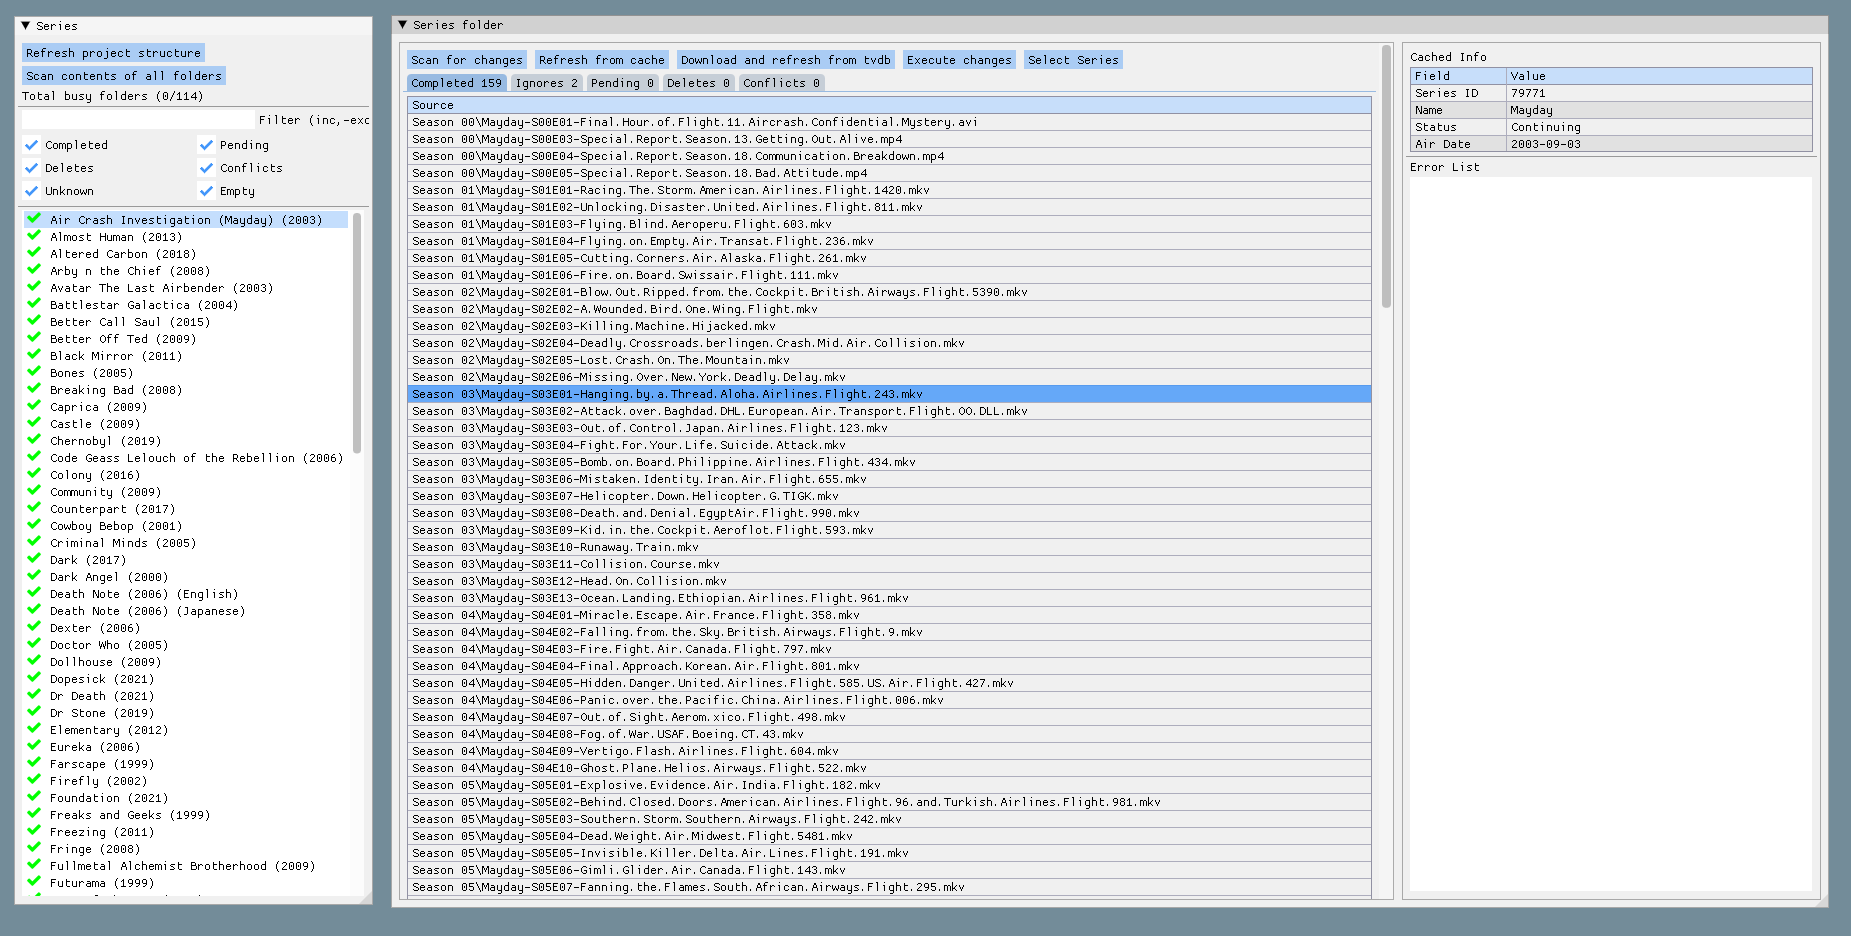 Series
Refresh project structure
Scan contents of all folders
Total busy folders (0/114)
Filter (inc,-exc
Completed
Pending
Deletes
Conflicts
Unknown
Empty
Air Crash Investigation (Mayday) (2003)
Almost Human (2013)
Altered Carbon (2018)
Arby n the Chief (2008)
Avatar The Last Airbender (2003)
Battlestar Galactica (2004)
Better Call Saul (2015)
Better Off Ted (2009)
Black Mirror (2011)
Bones (2005)
Breaking Bad (2008)
Caprica (2009)
Castle (2009)
Chernobyl (2019)
Code Geass Lelouch of the Rebellion (2006)
Colony (2016)
Community (2009)
Counterpart (2017)
Cowboy Bebop (2001)
Criminal Minds (2005)
Dark (2017)
Dark Angel (2000)
Death Note (2006) (English)
Death Note (2006) (Japanese)
Dexter (2006)
Doctor Who (2005)
Dollhouse (2009)
Dopesick (2021)
Dr Death (2021)
Dr Stone (2019)
Elementary (2012)
Eureka (2006)
Farscape (1999)
Firefly (2002)
Foundation (2021)
Freaks and Geeks (1999)
Freezing (2011)
Fringe (2008)
Fullmetal Alchemist Brotherhood (2009)
Futurama (1999)
Series folder
Scan for changes
Refresh from cache
Download and refresh from tvdb
Execute changes
Select Series
Completed 159
Ignores 2
Pending 0
Deletes 0
Conflicts 0
Source
Season 00\Mayday-S00E01-Final.Hour.of.Flight.11.Aircrash.Confidential.Mystery.avi
Season 00\Mayday-S00E03-Special.Report.Season.13.Getting.Out.Alive.mp4
Season 00\Mayday-S00E04-Special.Report.Season.18.Communication.Breakdown.mp4
Season 00\Mayday-S00E05-Special.Report.Season.18.Bad.Attitude.mp4
Season 01\Mayday-S01E01-Racing.The.Storm.American.Airlines.Flight.1420.mkv
Season 01\Mayday-S01E02-Unlocking.Disaster.United.Airlines.Flight.811.mkv
Season 01\Mayday-S01E03-Flying.Blind.Aeroperu.Flight.603.mkv
Season 01\Mayday-S01E04-Flying.on.Empty.Air.Transat.Flight.236.mkv
Season 01\Mayday-S01E05-Cutting.Corners.Air.Alaska.Flight.261.mkv
Season 01\Mayday-S01E06-Fire.on.Board.Swissair.Flight.111.mkv
Season 02\Mayday-S02E01-Blow.Out.Ripped.from.the.Cockpit.British.Airways.Flight.5390.mkv
Season 02\Mayday-S02E02-A.Wounded.Bird.One.Wing.Flight.mkv
Season 02\Mayday-S02E03-Killing.Machine.Hijacked.mkv
Season 02\Mayday-S02E04-Deadly.Crossroads.berlingen.Crash.Mid.Air.Collision.mkv
Season 02\Mayday-S02E05-Lost.Crash.On.The.Mountain.mkv
Season 02\Mayday-S02E06-Missing.Over.New.York.Deadly.Delay.mkv
Season 03\Mayday-S03E01-Hanging.by.a.Thread.Aloha.Airlines.Flight.243.mkv
Season 03\Mayday-S03E02-Attack.over.Baghdad.DHL.European.Air.Transport.Flight.OO.DLL.mkv
Season 03\Mayday-S03E03-Out.of.Control.Japan.Airlines.Flight.123.mkv
Season 03\Mayday-S03E04-Fight.For.Your.Life.Suicide.Attack.mkv
Season 03\Mayday-S03E05-Bomb.on.Board.Philippine.Airlines.Flight.434.mkv
Season 03\Mayday-S03E06-Mistaken.Identity.Iran.Air.Flight.655.mkv
Season 03\Mayday-S03E07-Helicopter.Down.Helicopter.G.TIGK.mkv
Season 03\Mayday-S03E08-Death.and.Denial.EgyptAir.Flight.990.mkv
Season 03\Mayday-S03E09-Kid.in.the.Cockpit.Aeroflot.Flight.593.mkv
Season 03\Mayday-S03E10-Runaway.Train.mkv
Season 03\Mayday-S03E11-Collision.Course.mkv
Season 03\Mayday-S03E12-Head.On.Collision.mkv
Season 03\Mayday-S03E13-Ocean.Landing.Ethiopian.Airlines.Flight.961.mkv
Season 04\Mayday-S04E01-Miracle.Escape.Air.France.Flight.358.mkv
Season 04\Mayday-S04E02-Falling.from.the.Sky.British.Airways.Flight.9.mkv
Season 04\Mayday-S04E03-Fire.Fight.Air.Canada.Flight.797.mkv
Season 04\Mayday-S04E04-Final.Approach.Korean.Air.Flight.801.mkv
Season 04\Mayday-S04E05-Hidden.Danger.United.Airlines.Flight.585.US.Air.Flight.427.mkv
Season 04\Mayday-S04E06-Panic.over.the.Pacific.China.Airlines.Flight.006.mkv
Season 04\Mayday-S04E07-Out.of.Sight.Aerom.xico.Flight.498.mkv
Season 04\Mayday-S04E08-Fog.of.War.USAF.Boeing.CT.43.mkv
Season 04\Mayday-S04E09-Vertigo.Flash.Airlines.Flight.604.mkv
Season 04\Mayday-S04E10-Ghost.Plane.Helios.Airways.Flight.522.mkv
Season 05\Mayday-S05E01-Explosive.Evidence.Air.India.Flight.182.mkv
Season 05\Mayday-S05E02-Behind.Closed.Doors.American.Airlines.Flight.96.and.Turkish.Airlines.Flight.981.mkv
Season 05\Mayday-S05E03-Southern.Storm.Southern.Airways.Flight.242.mkv
Season 05\Mayday-S05E04-Dead.Weight.Air.Midwest.Flight.5481.mkv
Season 05\Mayday-S05E05-Invisible.Killer.Delta.Air.Lines.Flight.191.mkv
Season 05\Mayday-S05E06-Gimli.Glider.Air.Canada.Flight.143.mkv
Season 05\Mayday-S05E07-Fanning.the.Flames.South.African.Airways.Flight.295.mkv
Cached Info
Field Value
Series ID 79771
Name Mayday
Status Continuing
Air Date 2003-09-03
Error List